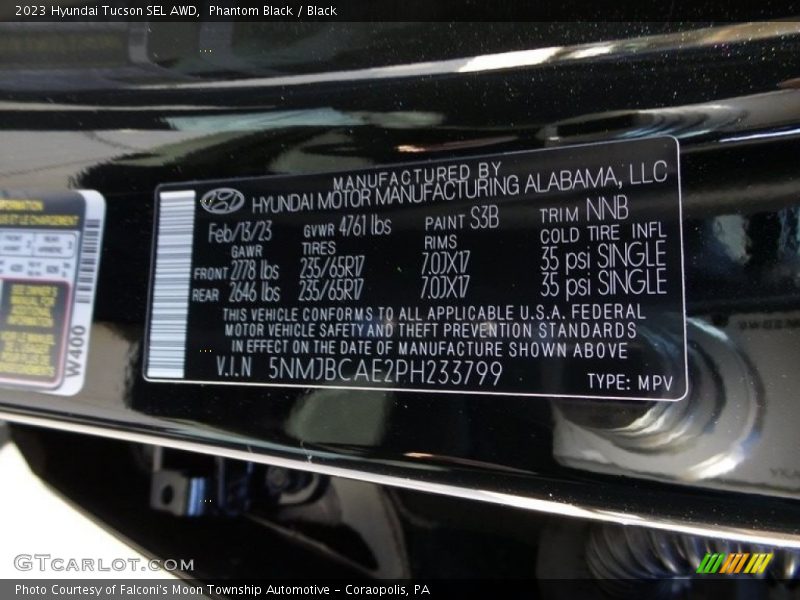 2023 Hyundai Tucson SEL AWD, Phantom Black / Black
MANUFACTURED BY
HYUNDAI MOTOR MANUFACTURING ALABAMA, LLC
Feb/13/23 GVWR 4761 lbs PAINT S3B TRIM NNB
GAWR TIRES RIMS COLD TIRE INFL
FRONT 2778 lbs 235/65R17 7.0JX17 35 psi SINGLE
REAR 2646 lbs 235/65R17 7.0JX17 35 psi SINGLE
THIS VEHICLE CONFORMS TO ALL APPLICABLE U.S.A. FEDERAL
MOTOR VEHICLE SAFETY AND THEFT PREVENTION STANDARDS
IN EFFECT ON THE DATE OF MANUFACTURE SHOWN ABOVE
V.I.N 5NMJBCAE2PH233799 TYPE: MPV
W400
GTCARLOT.COM
Photo Courtesy of Falconi's Moon Township Automotive - Coraopolis, PA